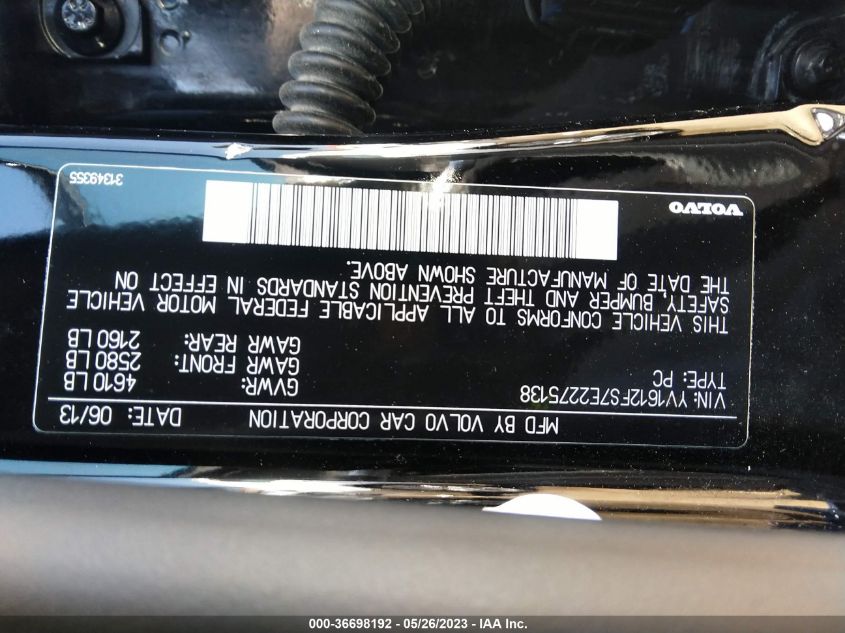 MFD BY VOLVO CAR CORPORATION DATE: 06/13
VIN: YV1612FS7E2275138 GVWR: 4610 LB
TYPE: PC GAWR FRONT: 2580 LB
GAWR REAR: 2160 LB
THIS VEHICLE CONFORMS TO ALL APPLICABLE FEDERAL MOTOR VEHICLE
SAFETY, BUMPER AND THEFT PREVENTION STANDARDS IN EFFECT ON
THE DATE OF MANUFACTURE SHOWN ABOVE.
VOLVO
31349355
000-36698192 - 05/26/2023 - IAA Inc.